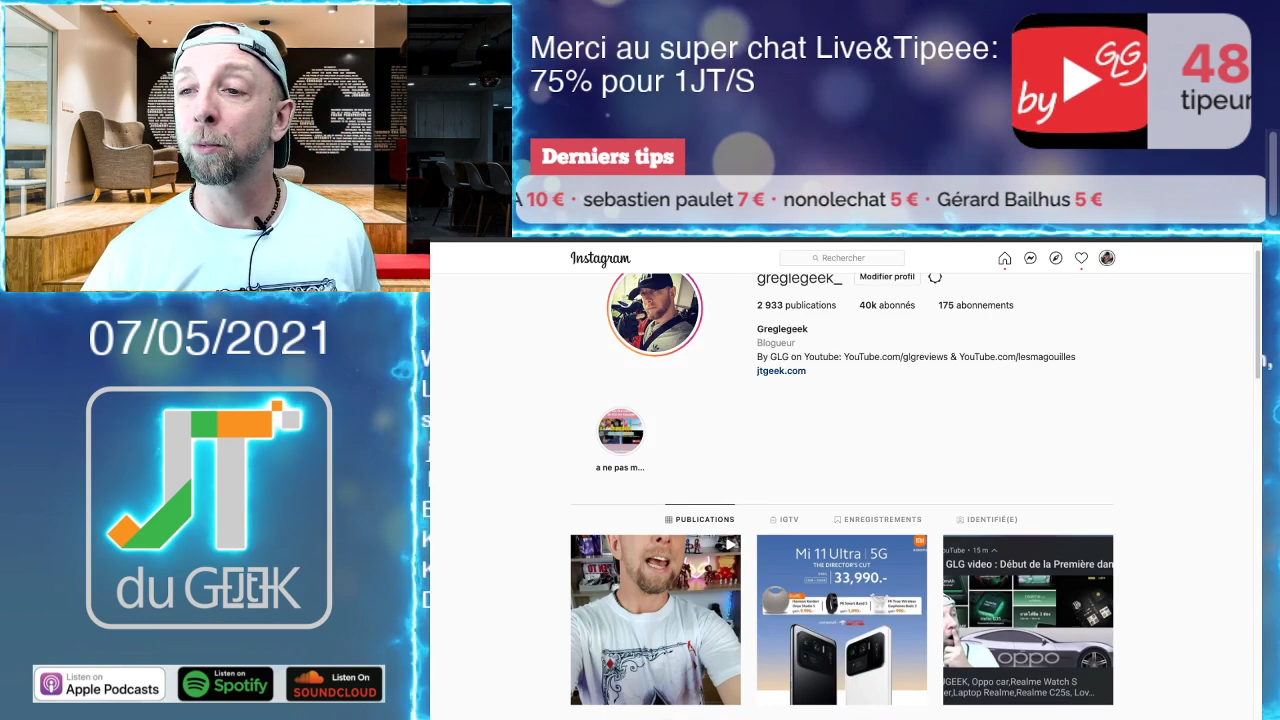 Merci au super chat Live&Tipeee:
75% pour 1JT/S
by GLG
48
tipeur
Derniers tips
10 € · sebastien paulet 7 € · nonolechat 5 € · Gérard Bailhus 5 €
07/05/2021
JT
du GEEK
Listen on
Apple Podcasts
Listen on
Spotify
Listen On
SOUNDCLOUD
Instagram
Rechercher
greglegeek_
Modifier profil
2 933 publications
40k abonnés
175 abonnements
Greglegeek
Blogueur
By GLG on Youtube: YouTube.com/glgreviews & YouTube.com/lesmagouilles
jtgeek.com
a ne pas m...
PUBLICATIONS
IGTV
ENREGISTREMENTS
IDENTIFIÉ(E)
Mi 11 Ultra | 5G
THE DIRECTOR'S CUT
33,990.-
uTube • 15 m
GLG video : Début de la Première dan
oppo
JGEEK, Oppo car,Realme Watch S
er,Laptop Realme,Realme C25s, Lov...